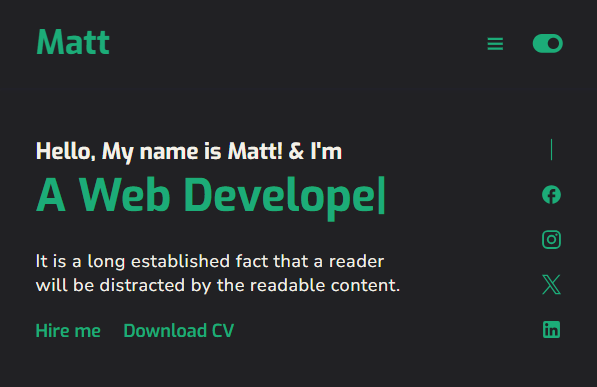 Matt
Hello, My name is Matt! & I'm
A Web Develope|
It is a long established fact that a reader
will be distracted by the readable content.
Hire me Download CV